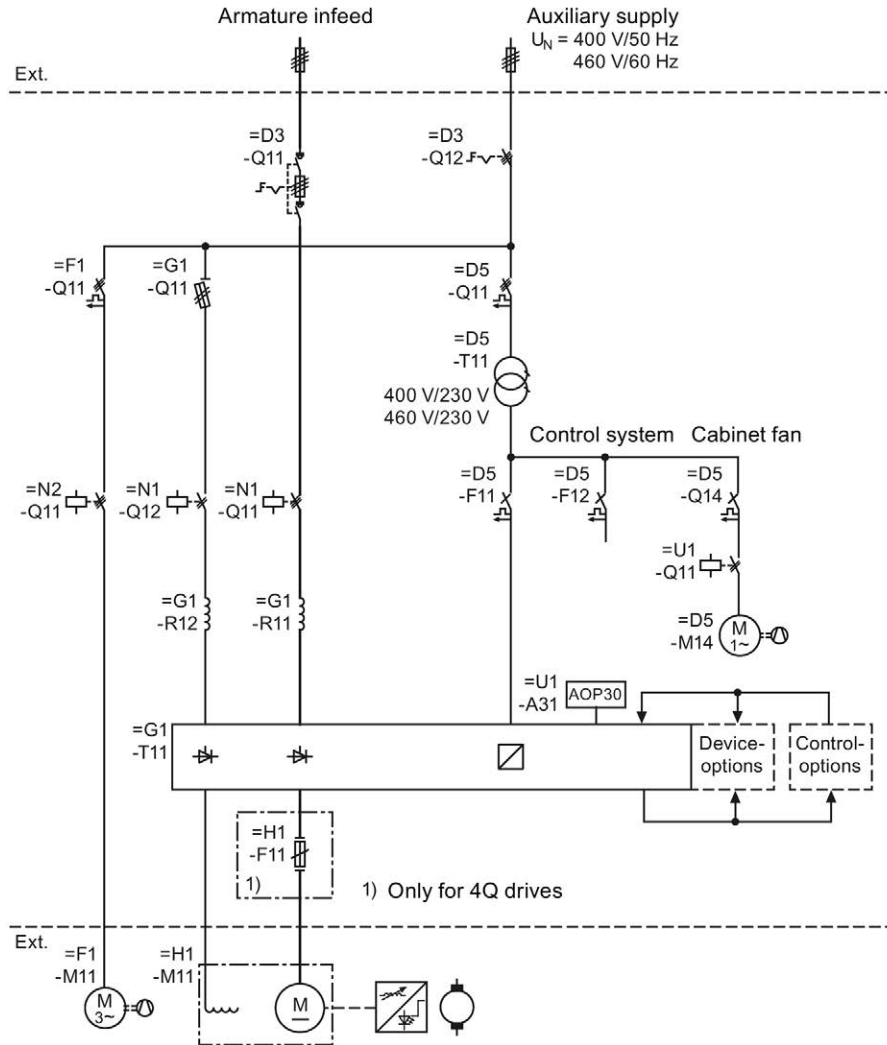 Armature infeed
Auxiliary supply
U_N = 400 V/50 Hz
460 V/60 Hz
Ext.
=D3
-Q11
=D3
-Q12
=F1
-Q11
=G1
-Q11
=D5
-Q11
=D5
-T11
400 V/230 V
460 V/230 V
Control system
Cabinet fan
=N2
-Q11
=N1
-Q12
=N1
-Q11
=D5
-F11
=D5
-F12
=D5
-Q14
=U1
-Q11
=G1
-R12
=G1
-R11
=D5
-M14
M
1~
=U1
-A31
AOP30
=G1
-T11
Device-
options
Control-
options
=H1
-F11
1)
1) Only for 4Q drives
Ext.
=F1
-M11
=H1
-M11
M
3~
M